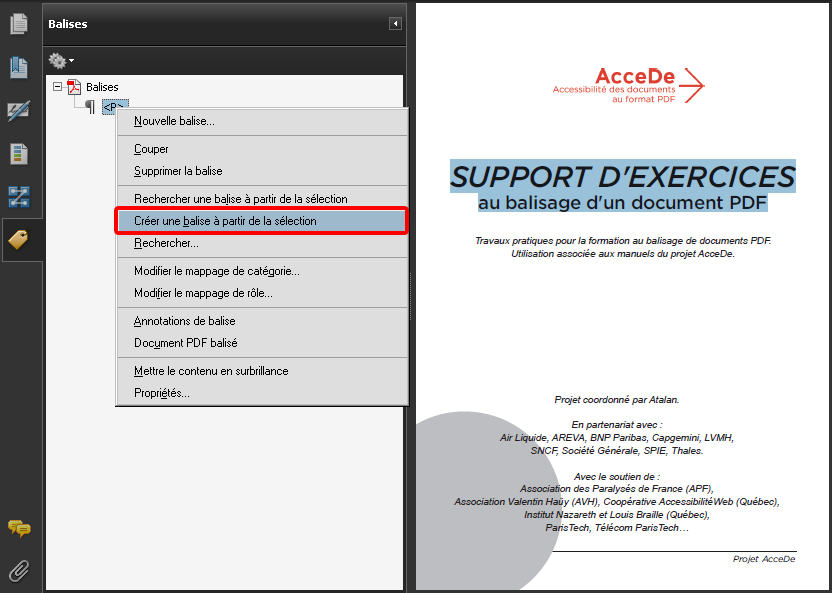 Balises
Balises
<P>
Nouvelle balise...
Couper
Supprimer la balise
Rechercher une balise à partir de la sélection
Créer une balise à partir de la sélection
Rechercher...
Modifier le mappage de catégorie...
Modifier le mappage de rôle...
Annotations de balise
Document PDF balisé
Mettre le contenu en surbrillance
Propriétés...
AcceDe
Accessibilité des documents
au format PDF
SUPPORT D'EXERCICES
au balisage d'un document PDF
Travaux pratiques pour la formation au balisage de documents PDF.
Utilisation associée aux manuels du projet AcceDe.
Projet coordonné par Atalan.
En partenariat avec :
Air Liquide, AREVA, BNP Paribas, Capgemini, LVMH,
SNCF, Société Générale, SPIE, Thales.
Avec le soutien de :
Association des Paralysés de France (APF),
Association Valentin Haüy (AVH), Coopérative AccessibilitéWeb (Québec),
Institut Nazareth et Louis Braille (Québec),
ParisTech, Télécom ParisTech…
Projet AcceDe